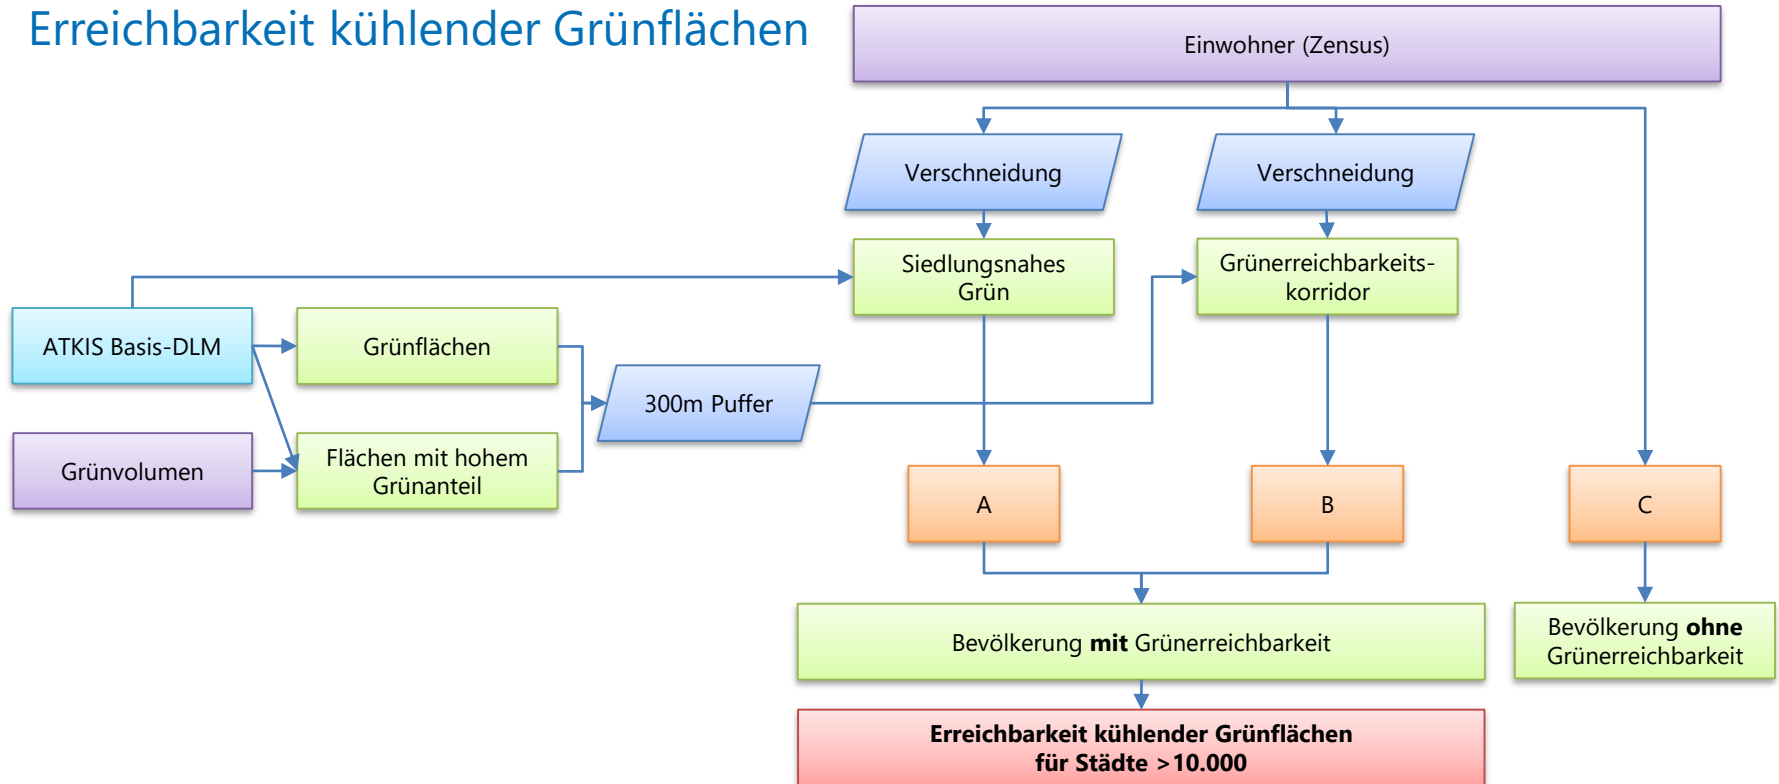 Erreichbarkeit kühlender Grünflächen
Einwohner (Zensus)
Verschneidung
Verschneidung
Siedlungsnahes
Grün
Grünerreichbarkeits-
korridor
ATKIS Basis-DLM
Grünflächen
300m Puffer
Grünvolumen
Flächen mit hohem
Grünanteil
A
B
C
Bevölkerung mit Grünerreichbarkeit
Bevölkerung ohne
Grünerreichbarkeit
Erreichbarkeit kühlender Grünflächen
für Städte >10.000